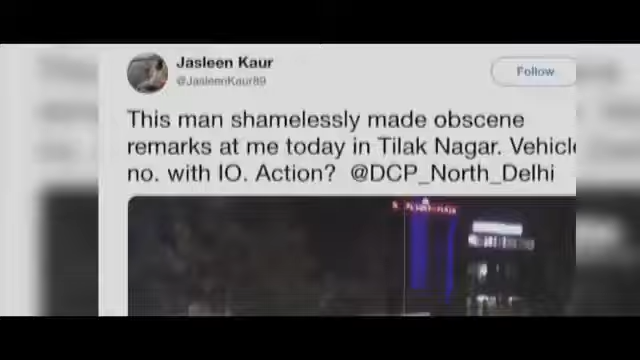 Jasleen Kaur
@JasleenKaur89
Follow
This man shamelessly made obscene
remarks at me today in Tilak Nagar. Vehicle
no. with IO. Action? @DCP_North_Delhi